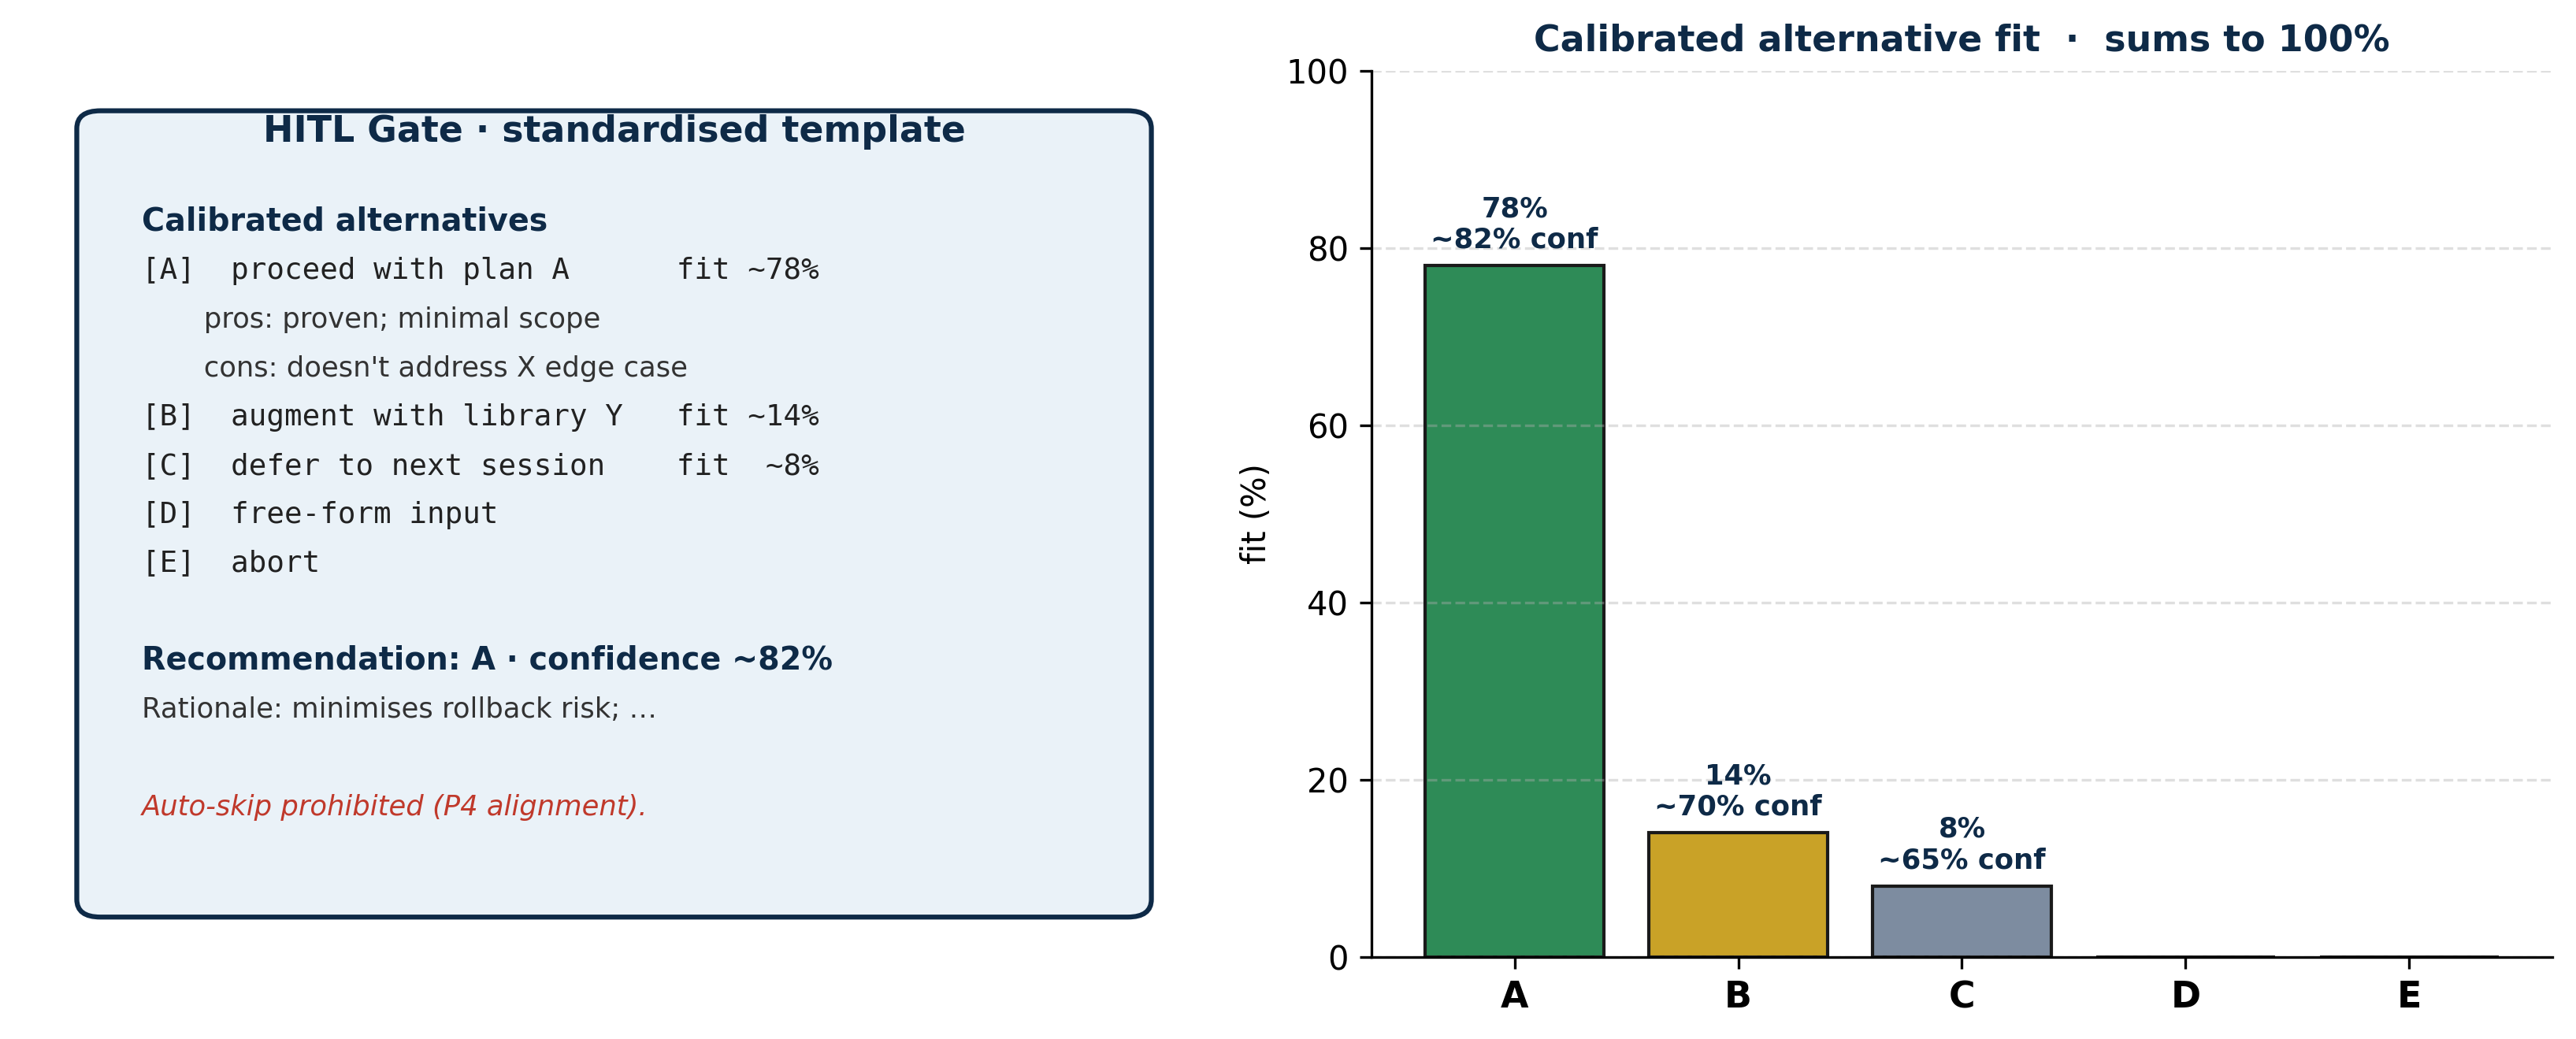 HITL Gate · standardised template
Calibrated alternatives
[A]  proceed with plan A      fit ~78%
pros: proven; minimal scope
cons: doesn't address X edge case
[B]  augment with library Y   fit ~14%
[C]  defer to next session    fit  ~8%
[D]  free-form input
[E]  abort
Recommendation: A · confidence ~82%
Rationale: minimises rollback risk; …
Auto-skip prohibited (P4 alignment).
Calibrated alternative fit  ·  sums to 100%
fit (%)
100
80
60
40
20
0
78%
~82% conf
14%
~70% conf
8%
~65% conf
A
B
C
D
E